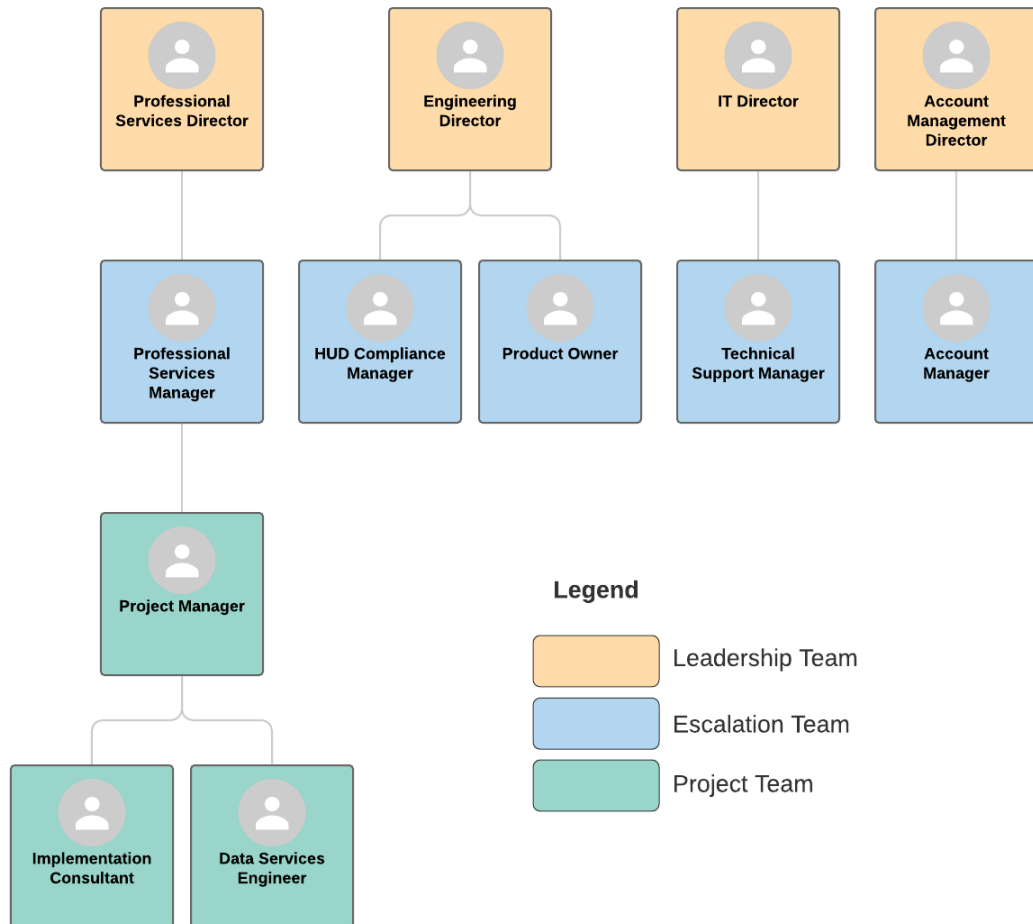 Professional
Services Director
Engineering
Director
IT Director
Account
Management
Director
Professional
Services
Manager
HUD Compliance
Manager
Product Owner
Technical
Support Manager
Account
Manager
Project Manager
Legend
Leadership Team
Escalation Team
Project Team
Implementation
Consultant
Data Services
Engineer